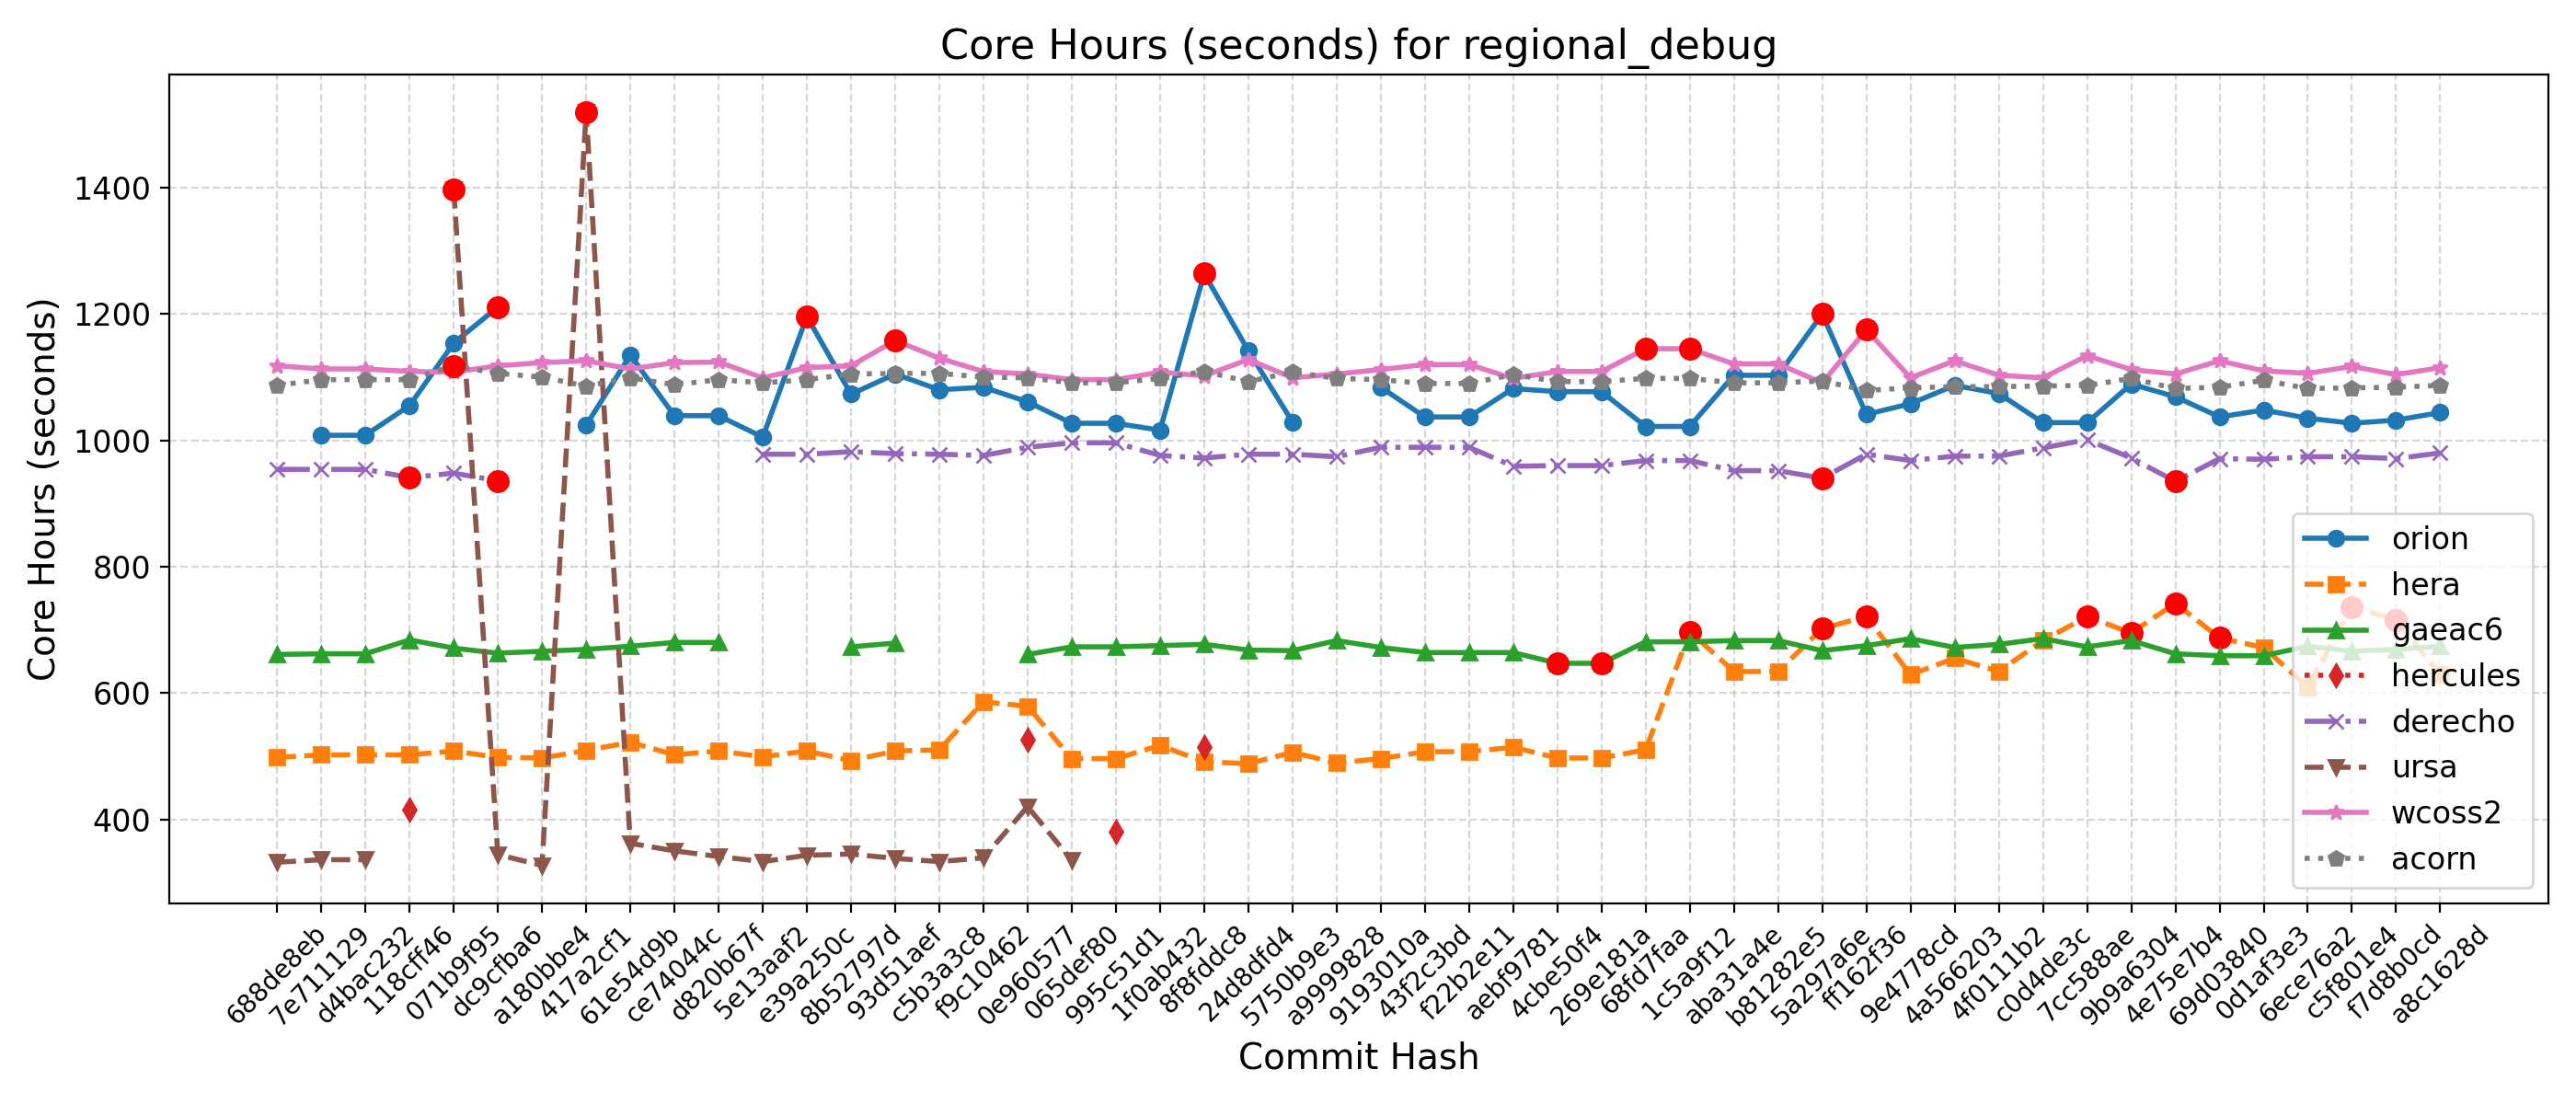 Core Hours (seconds) for regional_debug
Core Hours (seconds)
1400
1200
1000
800
600
400
orion
hera
gaeac6
hercules
derecho
ursa
wcoss2
acorn
688de8eb
7e711129
d4bac232
118cff46
071b9f95
dc9cfba6
a180bbe4
417a2cf1
61e54d9b
ce74044c
d820b67f
5e13aaf2
e39a250c
8b52797d
93d51aef
c5b3a3c8
f9c10462
0e960577
065def80
995c51d1
1f0ab432
8f8fddc8
24d8dfd4
5750b9e3
a9999828
9193010a
43f2c3bd
f22b2e11
aebf9781
4cbe50f4
269e181a
68fd7faa
1c5a9f12
aba31a4e
b81282e5
5a297a6e
ff162f36
9e4778cd
4a566203
4f0111b2
c0d4de3c
7cc588ae
9b9a6304
4e75e7b4
69d03840
0d1af3e3
6ece76a2
c5f801e4
f7d8b0cd
a8c1628d
Commit Hash